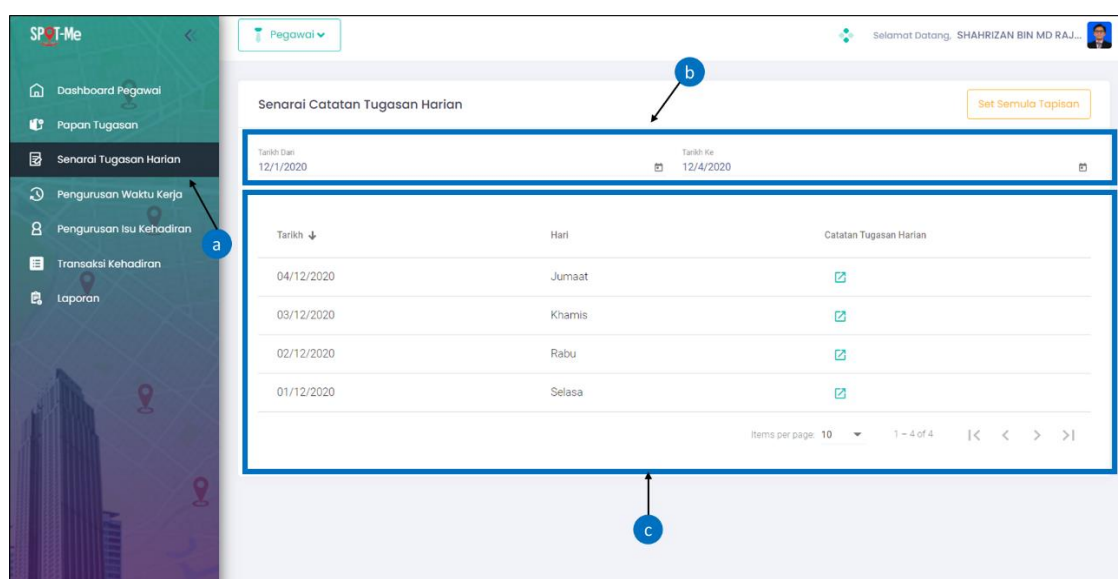 SPOT-Me
Pegawai
Selamat Datang, SHAHRIZAN BIN MD RAJ...
Dashboard Pegawai
Papan Tugasan
Senarai Tugasan Harian
Pengurusan Waktu Kerja
Pengurusan Isu Kehadiran
Transaksi Kehadiran
Laporan
a
b
Senarai Catatan Tugasan Harian
Set Semula Tapisan
Tarikh Dari Tarikh Ke
12/1/2020 12/4/2020
Tarikh Hari Catatan Tugasan Harian
04/12/2020 Jumaat
03/12/2020 Khamis
02/12/2020 Rabu
01/12/2020 Selasa
Items per page: 10 1 – 4 of 4
c